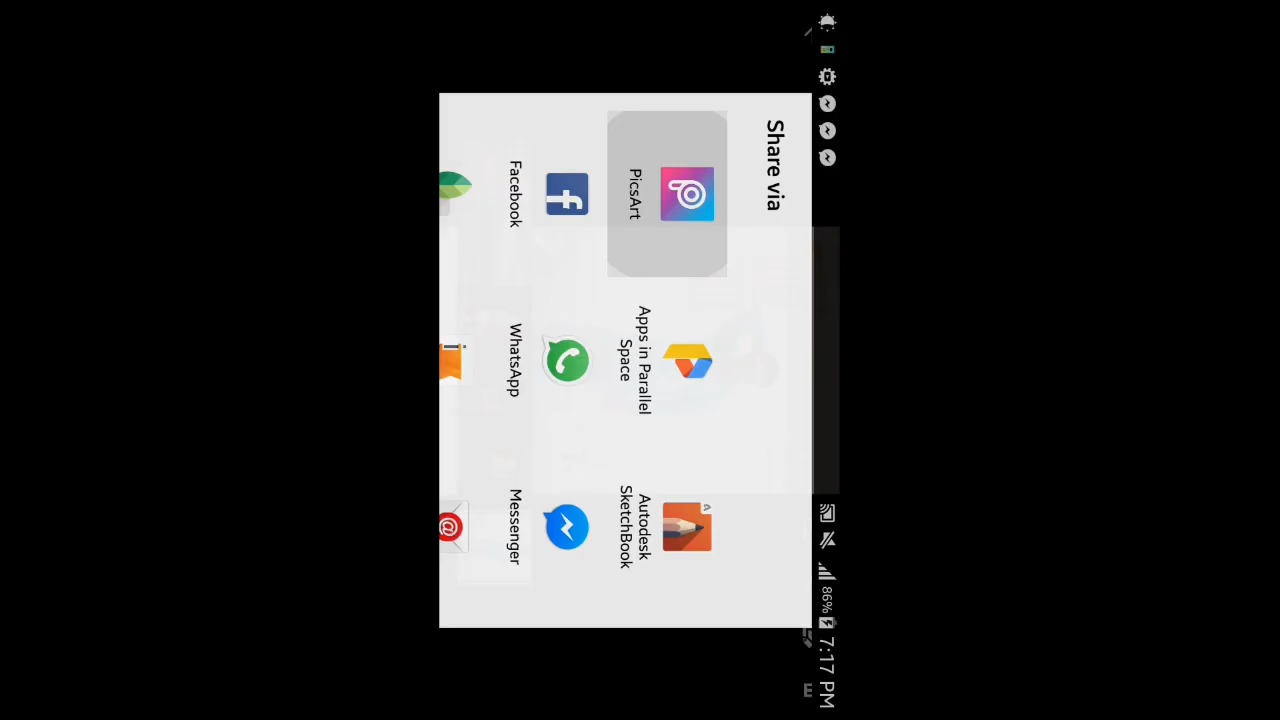 86% 7:17 PM
Share via
PicsArt
Apps in Parallel
Space
Autodesk
SketchBook
Facebook
WhatsApp
Messenger